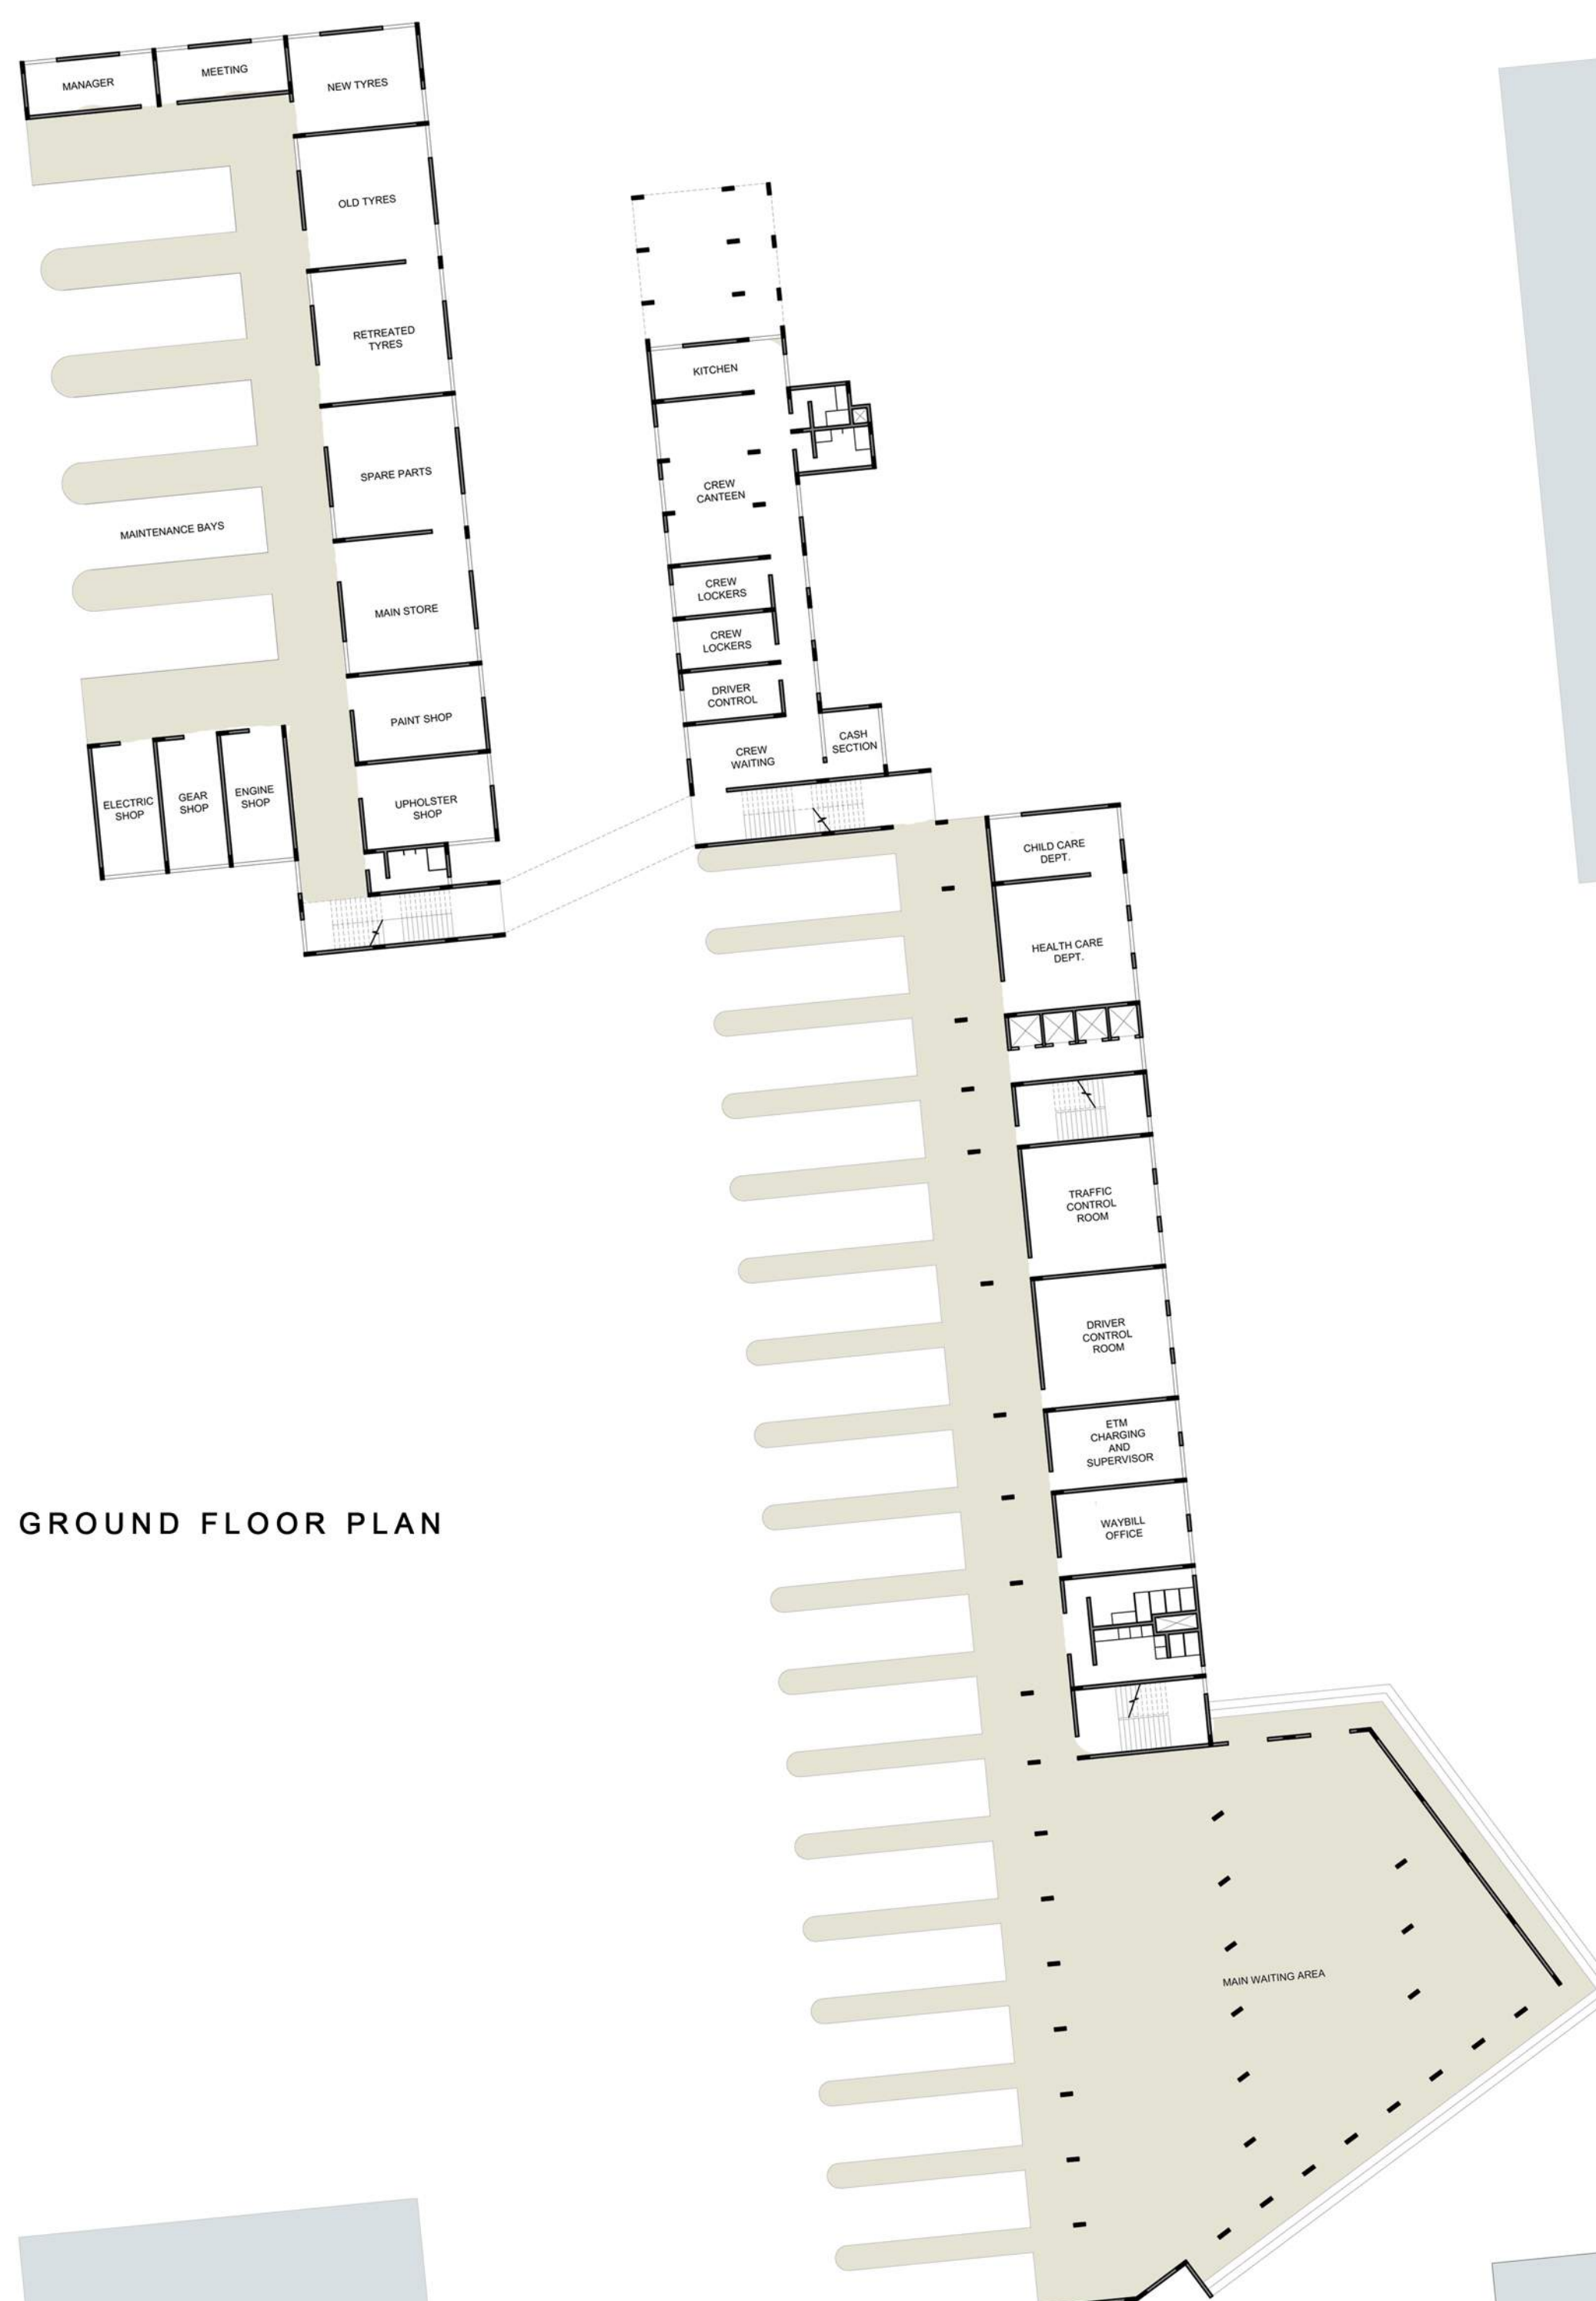 MANAGER
MEETING
NEW TYRES
OLD TYRES
RETREATED
TYRES
SPARE PARTS
MAINTENANCE BAYS
MAIN STORE
PAINT SHOP
UPHOLSTER
SHOP
ELECTRIC
SHOP
GEAR
SHOP
ENGINE
SHOP
KITCHEN
CREW
CANTEEN
CREW
LOCKERS
CREW
LOCKERS
DRIVER
CONTROL
CREW
WAITING
CASH
SECTION
CHILD CARE
DEPT.
HEALTH CARE
DEPT.
TRAFFIC
CONTROL
ROOM
DRIVER
CONTROL
ROOM
ETM
CHARGING
AND
SUPERVISOR
WAYBILL
OFFICE
GROUND FLOOR PLAN
MAIN WAITING AREA